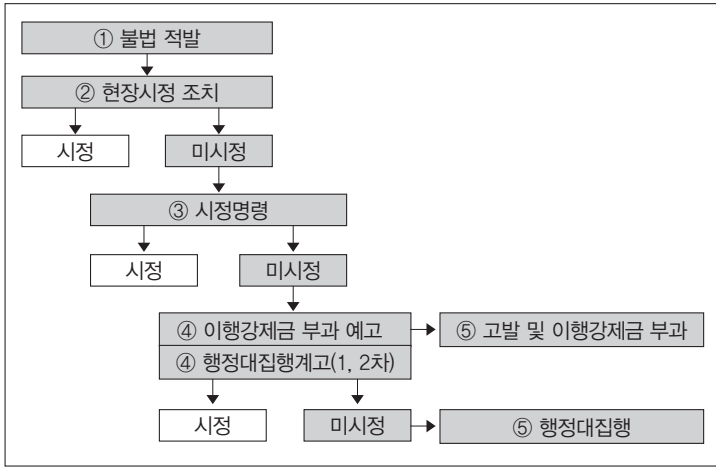 ① 불법 적발
② 현장시정 조치
시정 미시정
③ 시정명령
시정 미시정
④ 이행강제금 부과 예고 ⑤ 고발 및 이행강제금 부과
④ 행정대집행계고(1, 2차)
시정 미시정 ⑤ 행정대집행